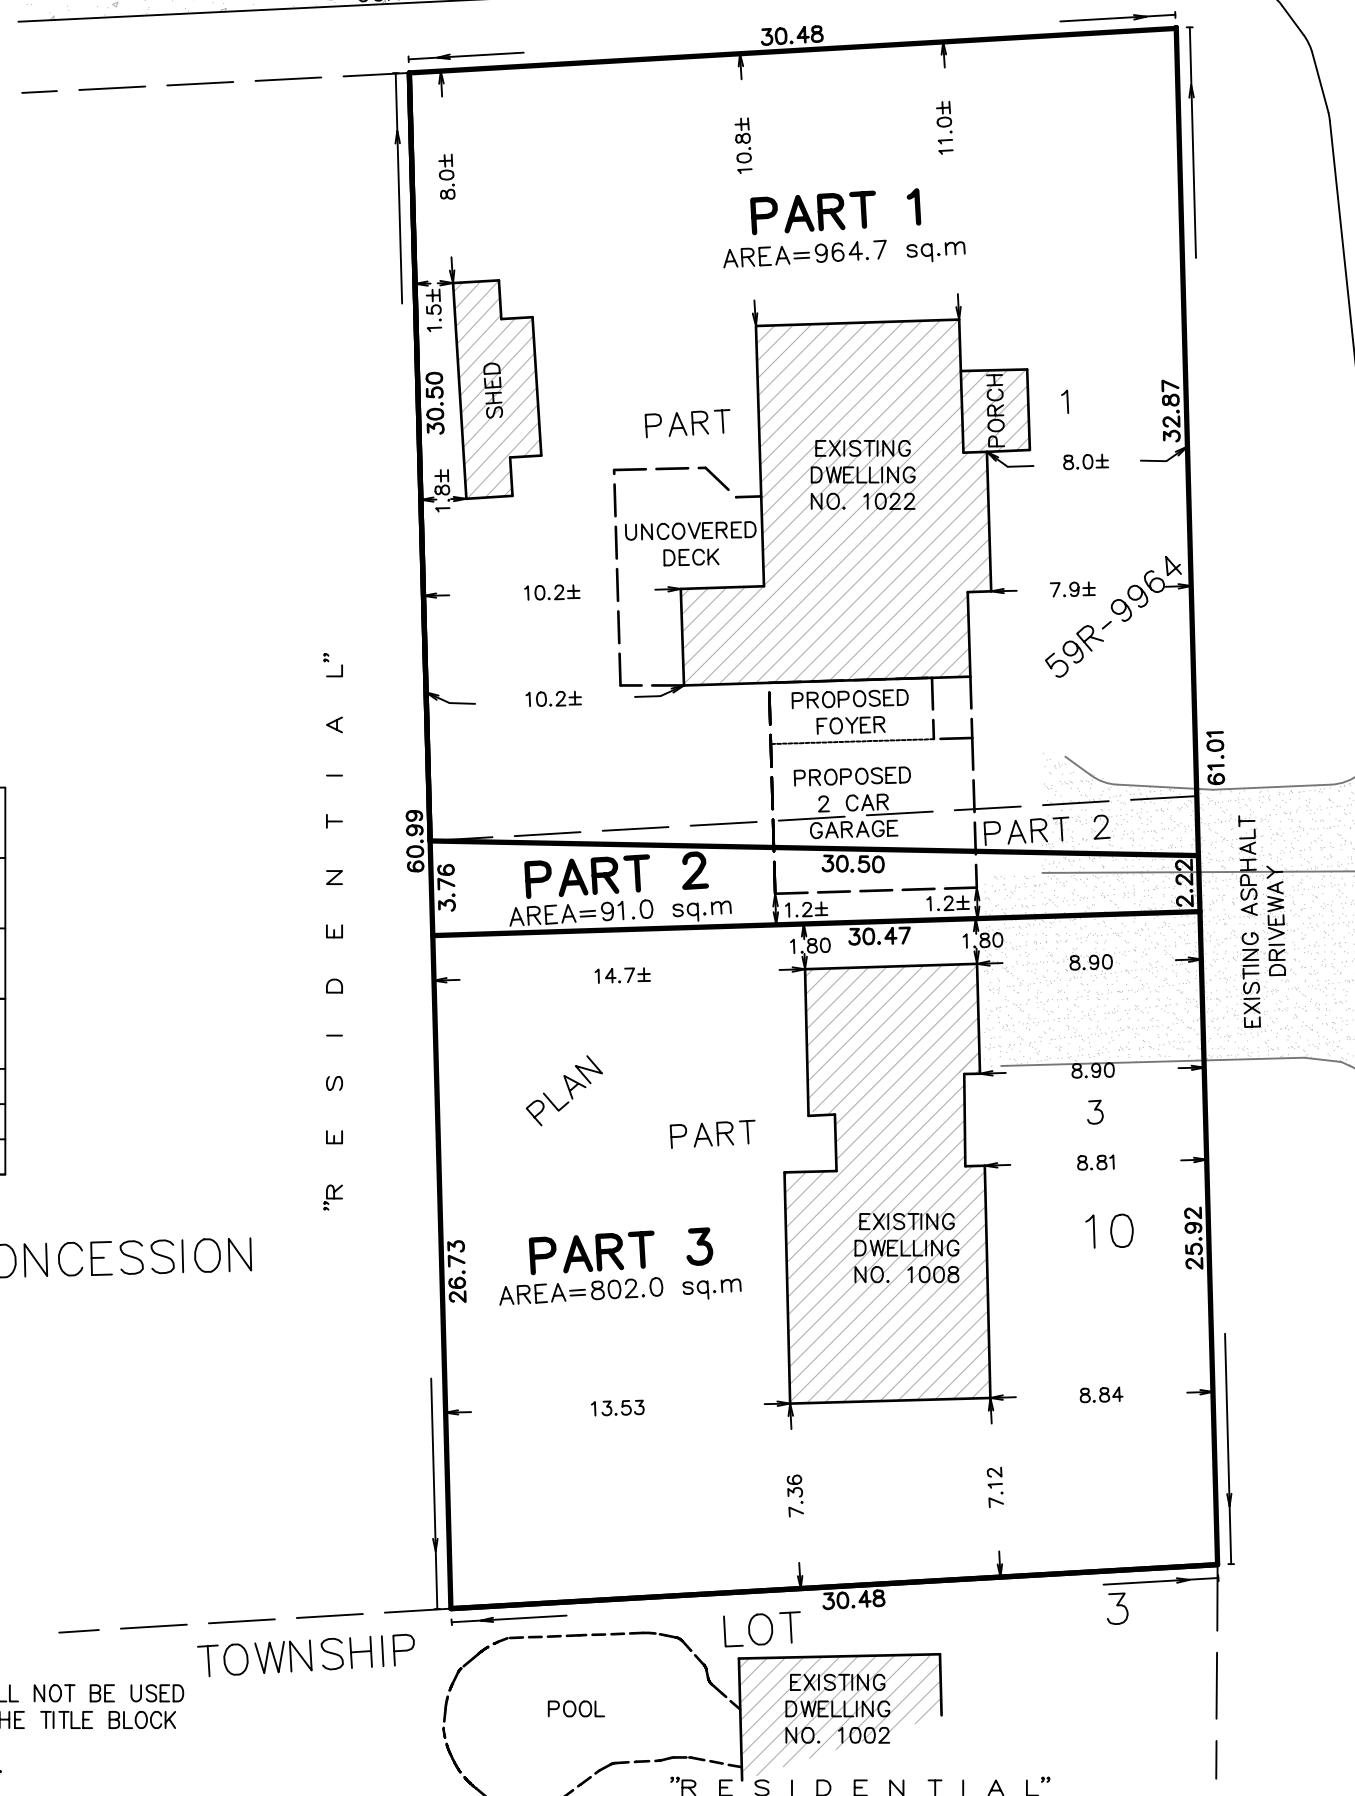 30.48
8.0±
10.8±
11.0±
PART 1
AREA=964.7 sq.m
1.5±
30.50
SHED
1.8±
PART
1
EXISTING
DWELLING
NO. 1022
PORCH
32.87
8.0±
UNCOVERED
DECK
10.2±
7.9±
59R-9964
10.2±
PROPOSED
FOYER
PROPOSED
2 CAR
GARAGE
61.01
60.99
PART 2
PART 2
AREA=91.0 sq.m
3.76
30.50
2.22
1.2±
1.2±
EXISTING ASPHALT
DRIVEWAY
1.80
30.47
1.80
14.7±
8.90
"RESIDENTIAL"
PLAN
PART
8.90
3
8.81
10
PART 3
AREA=802.0 sq.m
26.73
EXISTING
DWELLING
NO. 1008
25.92
ONCESSION
13.53
8.84
7.36
7.12
30.48
LOT
3
TOWNSHIP
LL NOT BE USED
HE TITLE BLOCK
POOL
EXISTING
DWELLING
NO. 1002
"RESIDENTIAL"